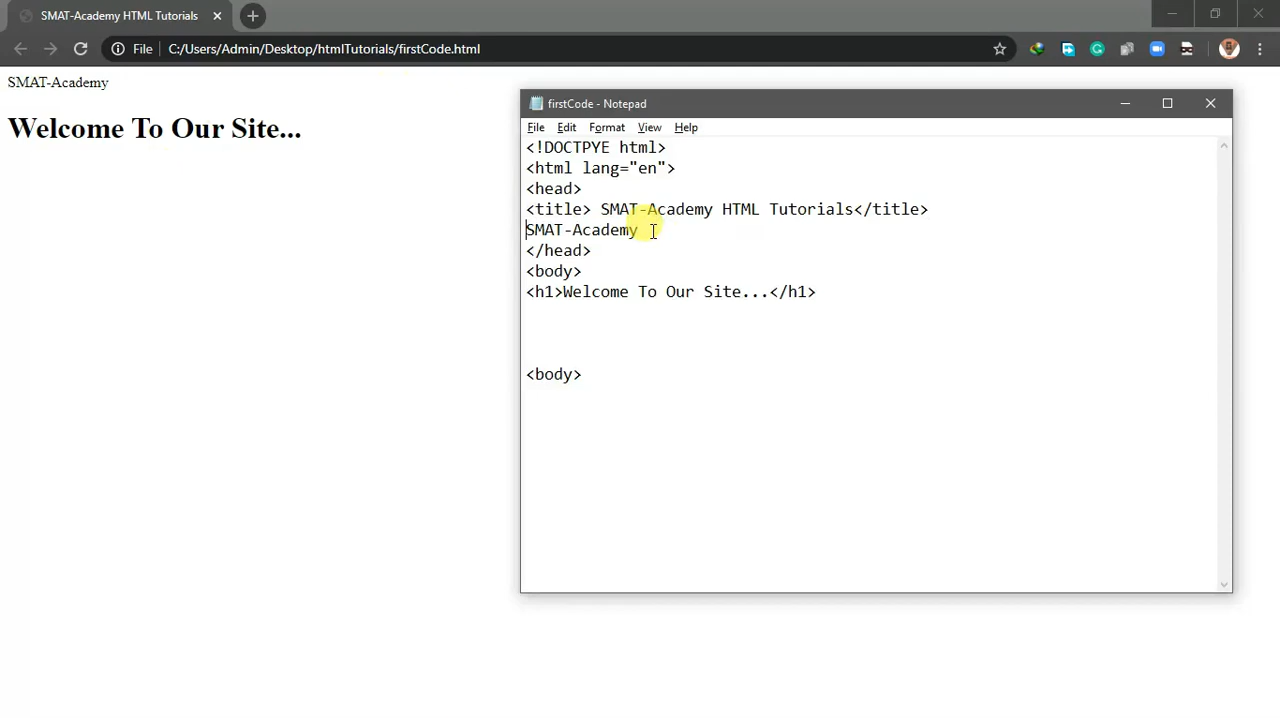 SMAT-Academy HTML Tutorials
File C:/Users/Admin/Desktop/htmlTutorials/firstCode.html
SMAT-Academy
Welcome To Our Site...
firstCode - Notepad
File Edit Format View Help
<!DOCTPYE html>
<html lang="en">
<head>
<title> SMAT-Academy HTML Tutorials</title>
SMAT-Academy
</head>
<body>
<h1>Welcome To Our Site...</h1>
<body>